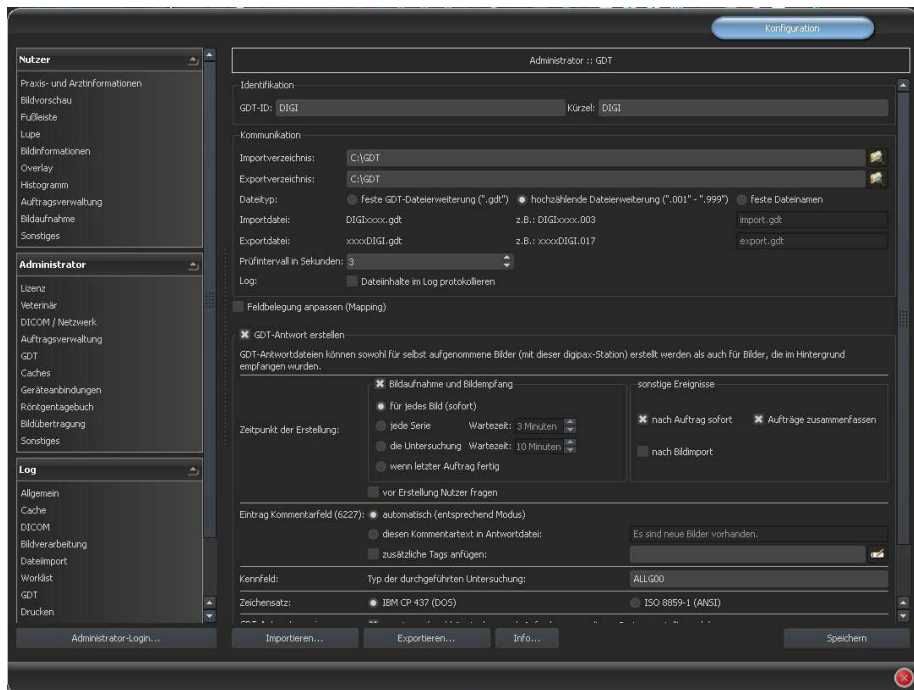 Konfiguration
Nutzer
Praxis- und Arztinformationen
Bildvorschau
Fußleiste
Lupe
Bildinformationen
Overlay
Histogramm
Auftragsverwaltung
Bildaufnahme
Sonstiges
Administrator
Lizenz
Veterinär
DICOM / Netzwerk
Auftragsverwaltung
GDT
Caches
Geräteanbindungen
Röntgentagebuch
Bildübertragung
Sonstiges
Log
Allgemein
Cache
DICOM
Bildverarbeitung
Dateiimport
Worklist
GDT
Drucken
Administrator-Login...
Administrator :: GDT
Identifikation
GDT-ID: DIGI Kürzel: DIGI
Kommunikation
Importverzeichnis: C:\GDT
Exportverzeichnis: C:\GDT
Dateityp: feste GDT-Dateierweiterung (".gdt") hochzählende Dateierweiterung (".001" - ".999") feste Dateinamen
Importdatei: DIGIxxxx.gdt z.B.: DIGIxxxx.003 import.gdt
Exportdatei: xxxxDIGI.gdt z.B.: xxxxDIGI.017 export.gdt
Prüfintervall in Sekunden: 3
Log: Dateiinhalte im Log protokollieren
Feldbelegung anpassen (Mapping)
GDT-Antwort erstellen
GDT-Antwortdateien können sowohl für selbst aufgenommene Bilder (mit dieser digipax-Station) erstellt werden als auch für Bilder, die im Hintergrund
empfangen wurden.
Zeitpunkt der Erstellung:
Bildaufnahme und Bildempfang
für jedes Bild (sofort)
jede Serie Wartezeit: 3 Minuten
die Untersuchung Wartezeit: 10 Minuten
wenn letzter Auftrag fertig
vor Erstellung Nutzer fragen
sonstige Ereignisse
nach Auftrag sofort Aufträge zusammenfassen
nach Bildimport
Eintrag Kommentarfeld (6227): automatisch (entsprechend Modus)
diesen Kommentartext in Antwortdatei: Es sind neue Bilder vorhanden.
zusätzliche Tags anfügen:
Kennfeld: Typ der durchgeführten Untersuchung: ALLG00
Zeichensatz: IBM CP 437 (DOS) ISO 8859-1 (ANSI)
Importieren... Exportieren... Info... Speichern